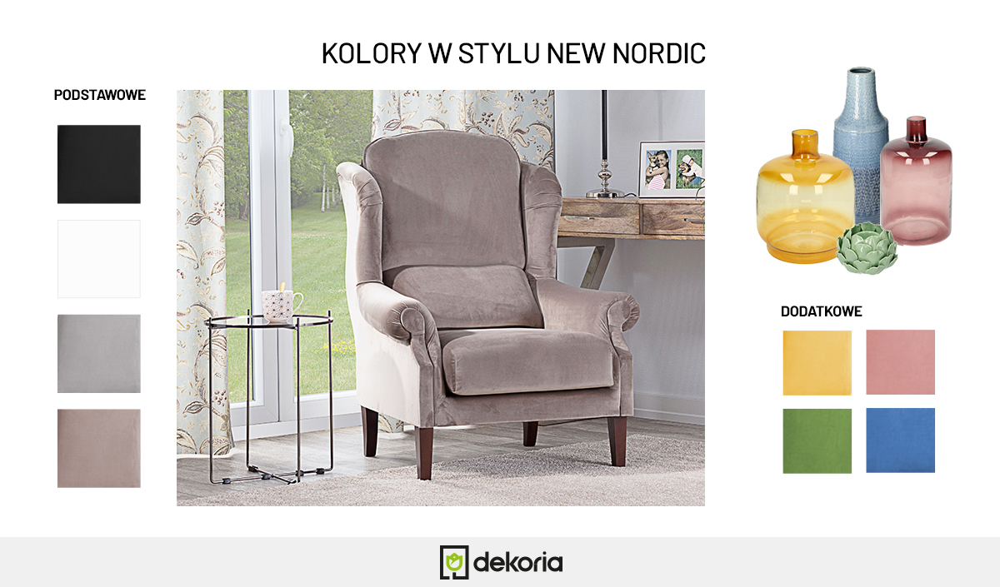 KOLORY W STYLU NEW NORDIC
PODSTAWOWE
DODATKOWE
dekoria